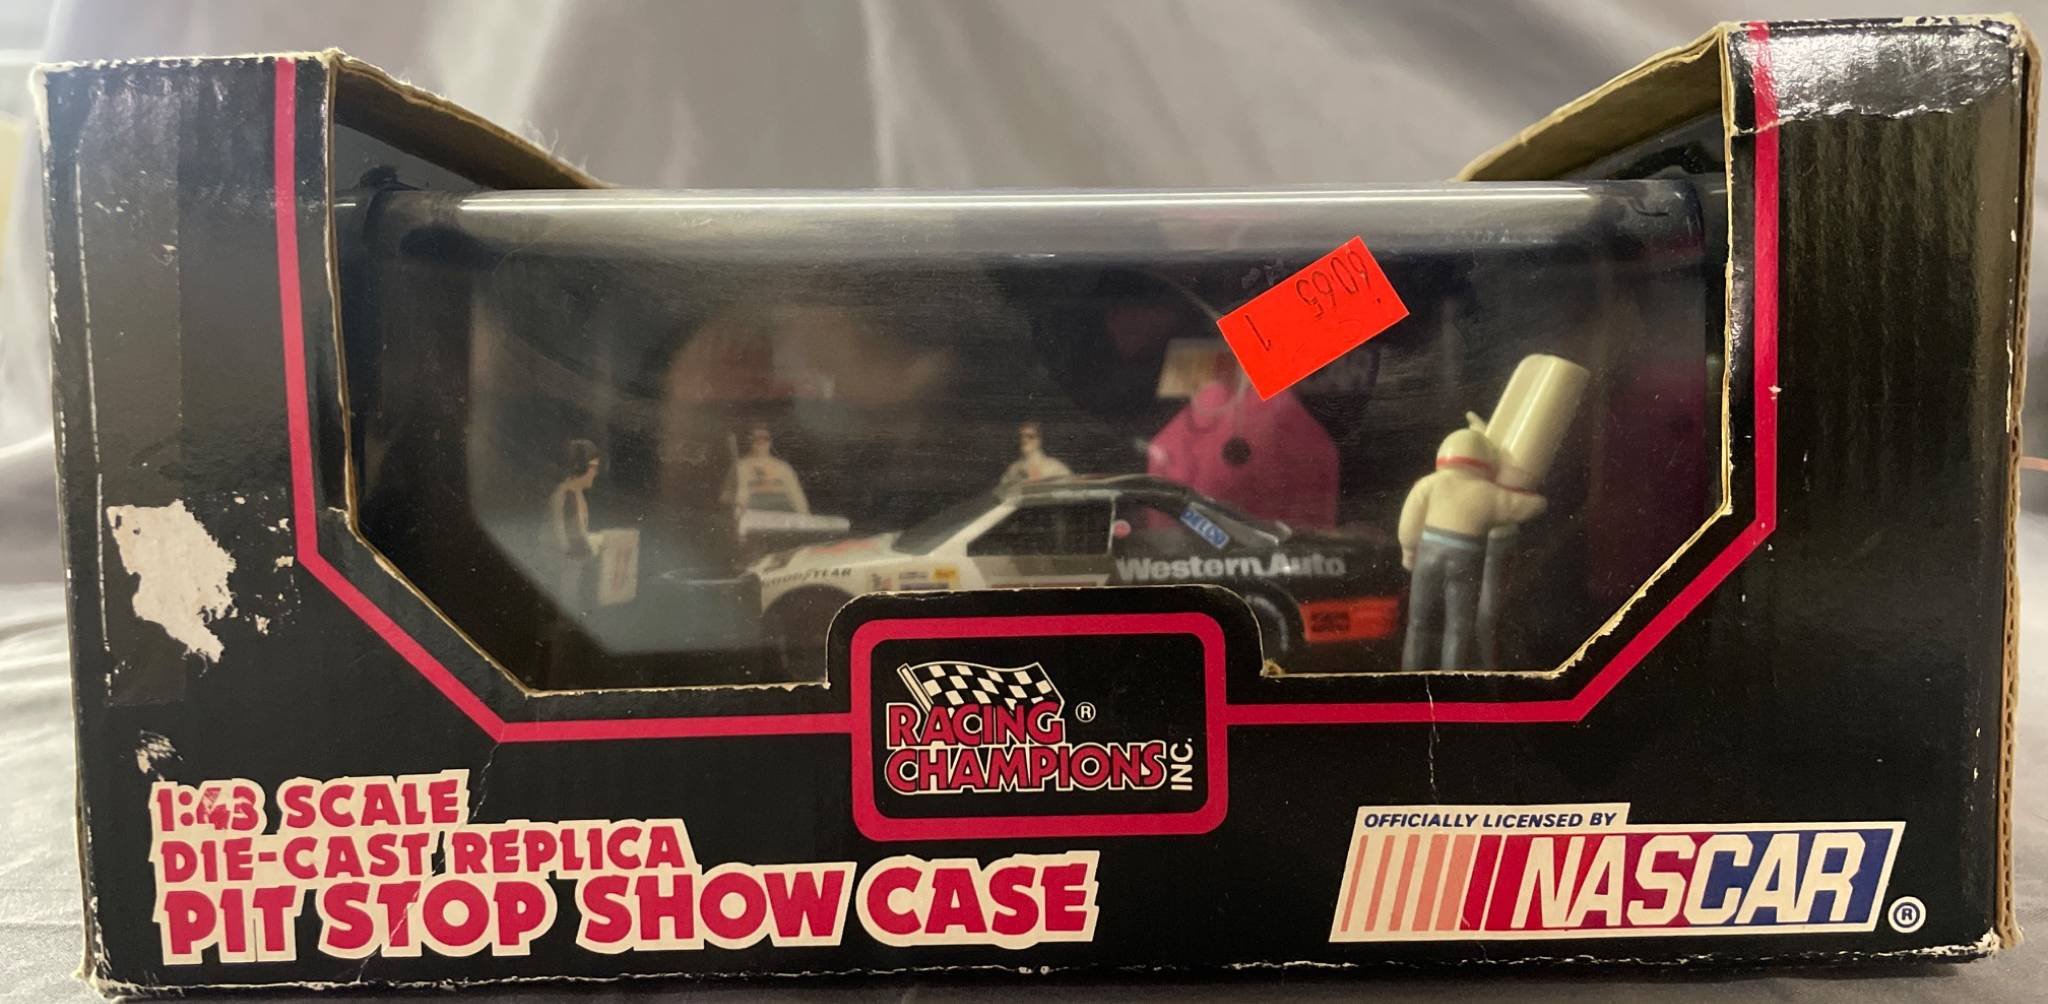 6065
1
DELCO
Western Auto
GOODYEAR
RACING ®
CHAMPIONS INC.
1:43 SCALE
DIE-CAST REPLICA
PIT STOP SHOW CASE
OFFICIALLY LICENSED BY
NASCAR ®